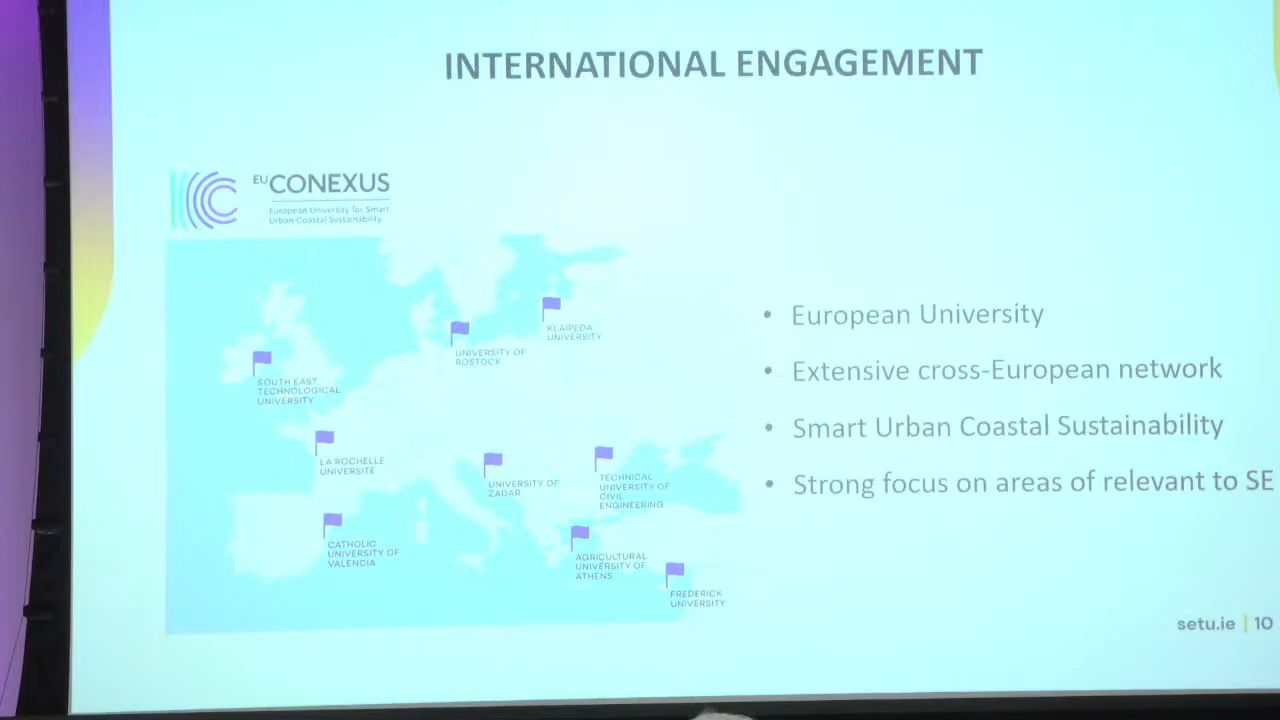 INTERNATIONAL ENGAGEMENT
EU CONEXUS
European University for Smart
Urban Coastal Sustainability
KLAIPEDA
UNIVERSITY
UNIVERSITY OF
ROSTOCK
SOUTH EAST
TECHNOLOGICAL
UNIVERSITY
LA ROCHELLE
UNIVERSITÉ
UNIVERSITY OF
ZADAR
TECHNICAL
UNIVERSITY OF
CIVIL
ENGINEERING
CATHOLIC
UNIVERSITY OF
VALENCIA
AGRICULTURAL
UNIVERSITY OF
ATHENS
FREDERICK
UNIVERSITY
• European University
• Extensive cross-European network
• Smart Urban Coastal Sustainability
• Strong focus on areas of relevant to SE
setu.ie | 10